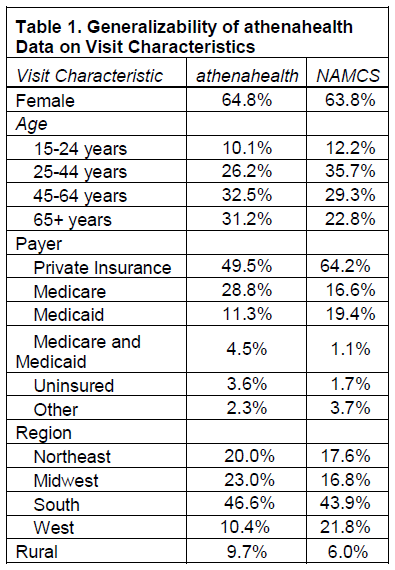 Table 1. Generalizability of athenahealth
Data on Visit Characteristics
Visit Characteristic athenahealth NAMCS
Female 64.8% 63.8%
Age
15-24 years 10.1% 12.2%
25-44 years 26.2% 35.7%
45-64 years 32.5% 29.3%
65+ years 31.2% 22.8%
Payer
Private Insurance 49.5% 64.2%
Medicare 28.8% 16.6%
Medicaid 11.3% 19.4%
Medicare and
Medicaid 4.5% 1.1%
Uninsured 3.6% 1.7%
Other 2.3% 3.7%
Region
Northeast 20.0% 17.6%
Midwest 23.0% 16.8%
South 46.6% 43.9%
West 10.4% 21.8%
Rural 9.7% 6.0%